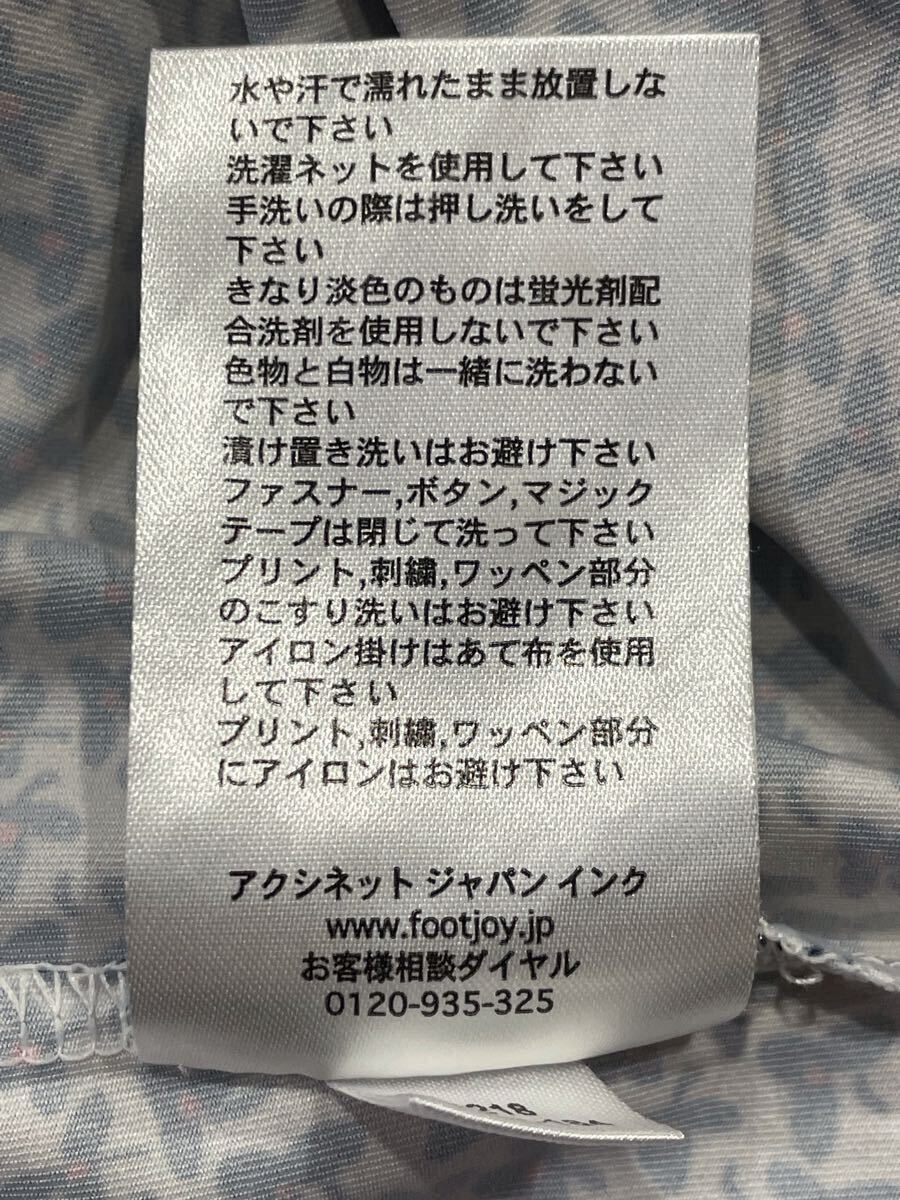 水や汗で濡れたまま放置しな
いで下さい
洗濯ネットを使用して下さい
手洗いの際は押し洗いをして
下さい
きなり淡色のものは蛍光剤配
合洗剤を使用しないで下さい
色物と白物は一緒に洗わない
で下さい
漬け置き洗いはお避け下さい
ファスナー,ボタン,マジック
テープは閉じて洗って下さい
プリント,刺繍,ワッペン部分
のこすり洗いはお避け下さい
アイロン掛けはあて布を使用
して下さい
プリント,刺繍,ワッペン部分
にアイロンはお避け下さい
アクシネット ジャパン インク
www.footjoy.jp
お客様相談ダイヤル
0120-935-325